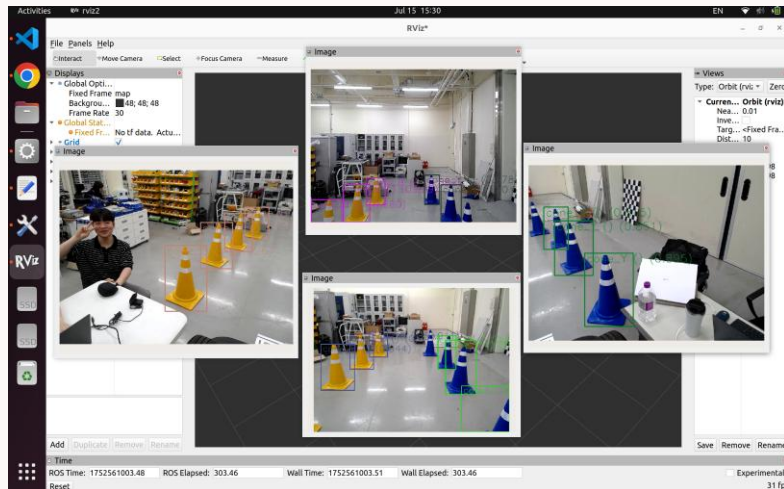 Activities rviz2 Jul 15 15:30 EN
RViz*
File Panels Help
Interact Move Camera Select Focus Camera Measure
Displays
Global Opti...
Fixed Frame map
Backgrou... 48; 48; 48
Frame Rate 30
Global Stat...
Fixed Fr... No tf data. Actu...
Grid
Image
Image
Image
Image
Views
Type: Orbit (rviz Zero
Curren... Orbit (rviz)
Nea... 0.01
Inve...
Targ... <Fixed Fra...
Dist... 10
RViz
SSD
SSD
Add Duplicate Remove Rename
Save Remove Rename
Time
ROS Time: 1752561003.48 ROS Elapsed: 303.46 Wall Time: 1752561003.51 Wall Elapsed: 303.46 Experimental
Reset 31 fp